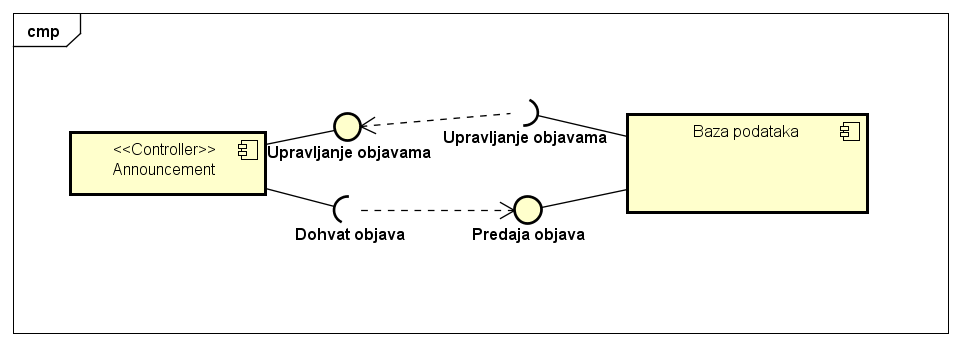 cmp
<<Controller>>
Announcement
Upravljanje objavama
Upravljanje objavama
Baza podataka
Dohvat objava
Predaja objava